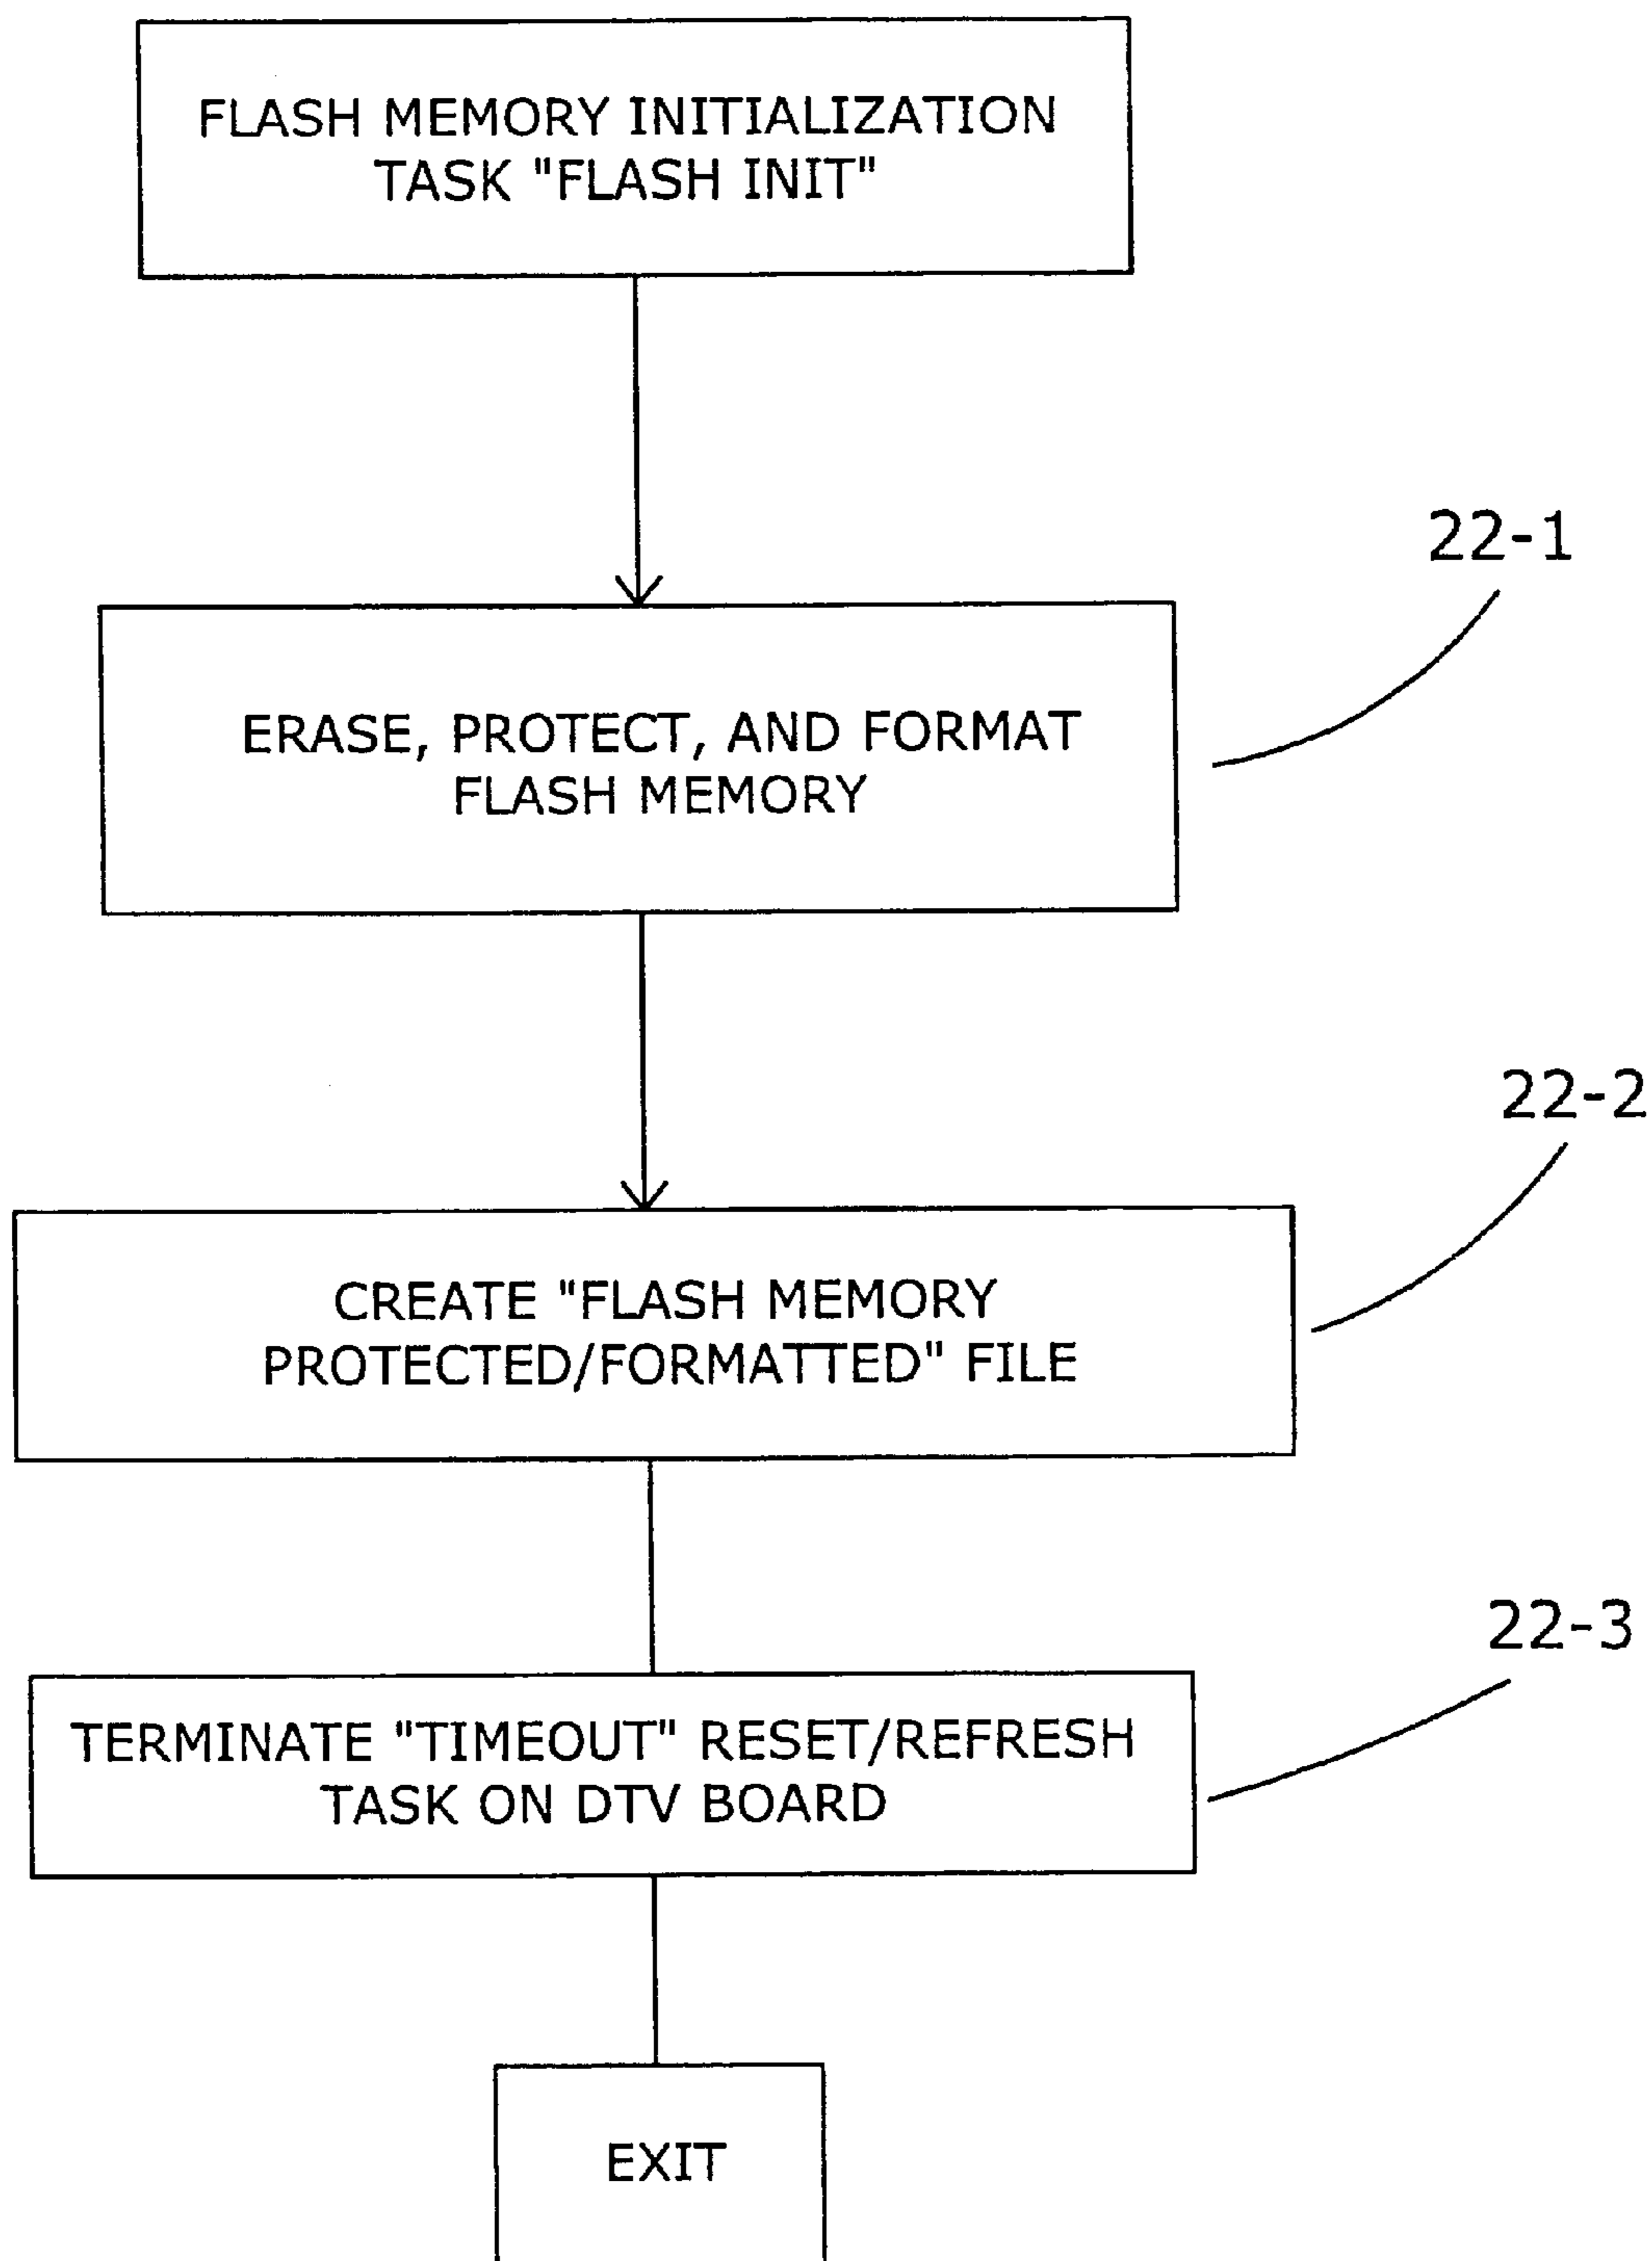 FLASH MEMORY INITIALIZATION
TASK "FLASH INIT"
22-1
ERASE, PROTECT, AND FORMAT
FLASH MEMORY
22-2
CREATE "FLASH MEMORY
PROTECTED/FORMATTED" FILE
22-3
TERMINATE "TIMEOUT" RESET/REFRESH
TASK ON DTV BOARD
EXIT